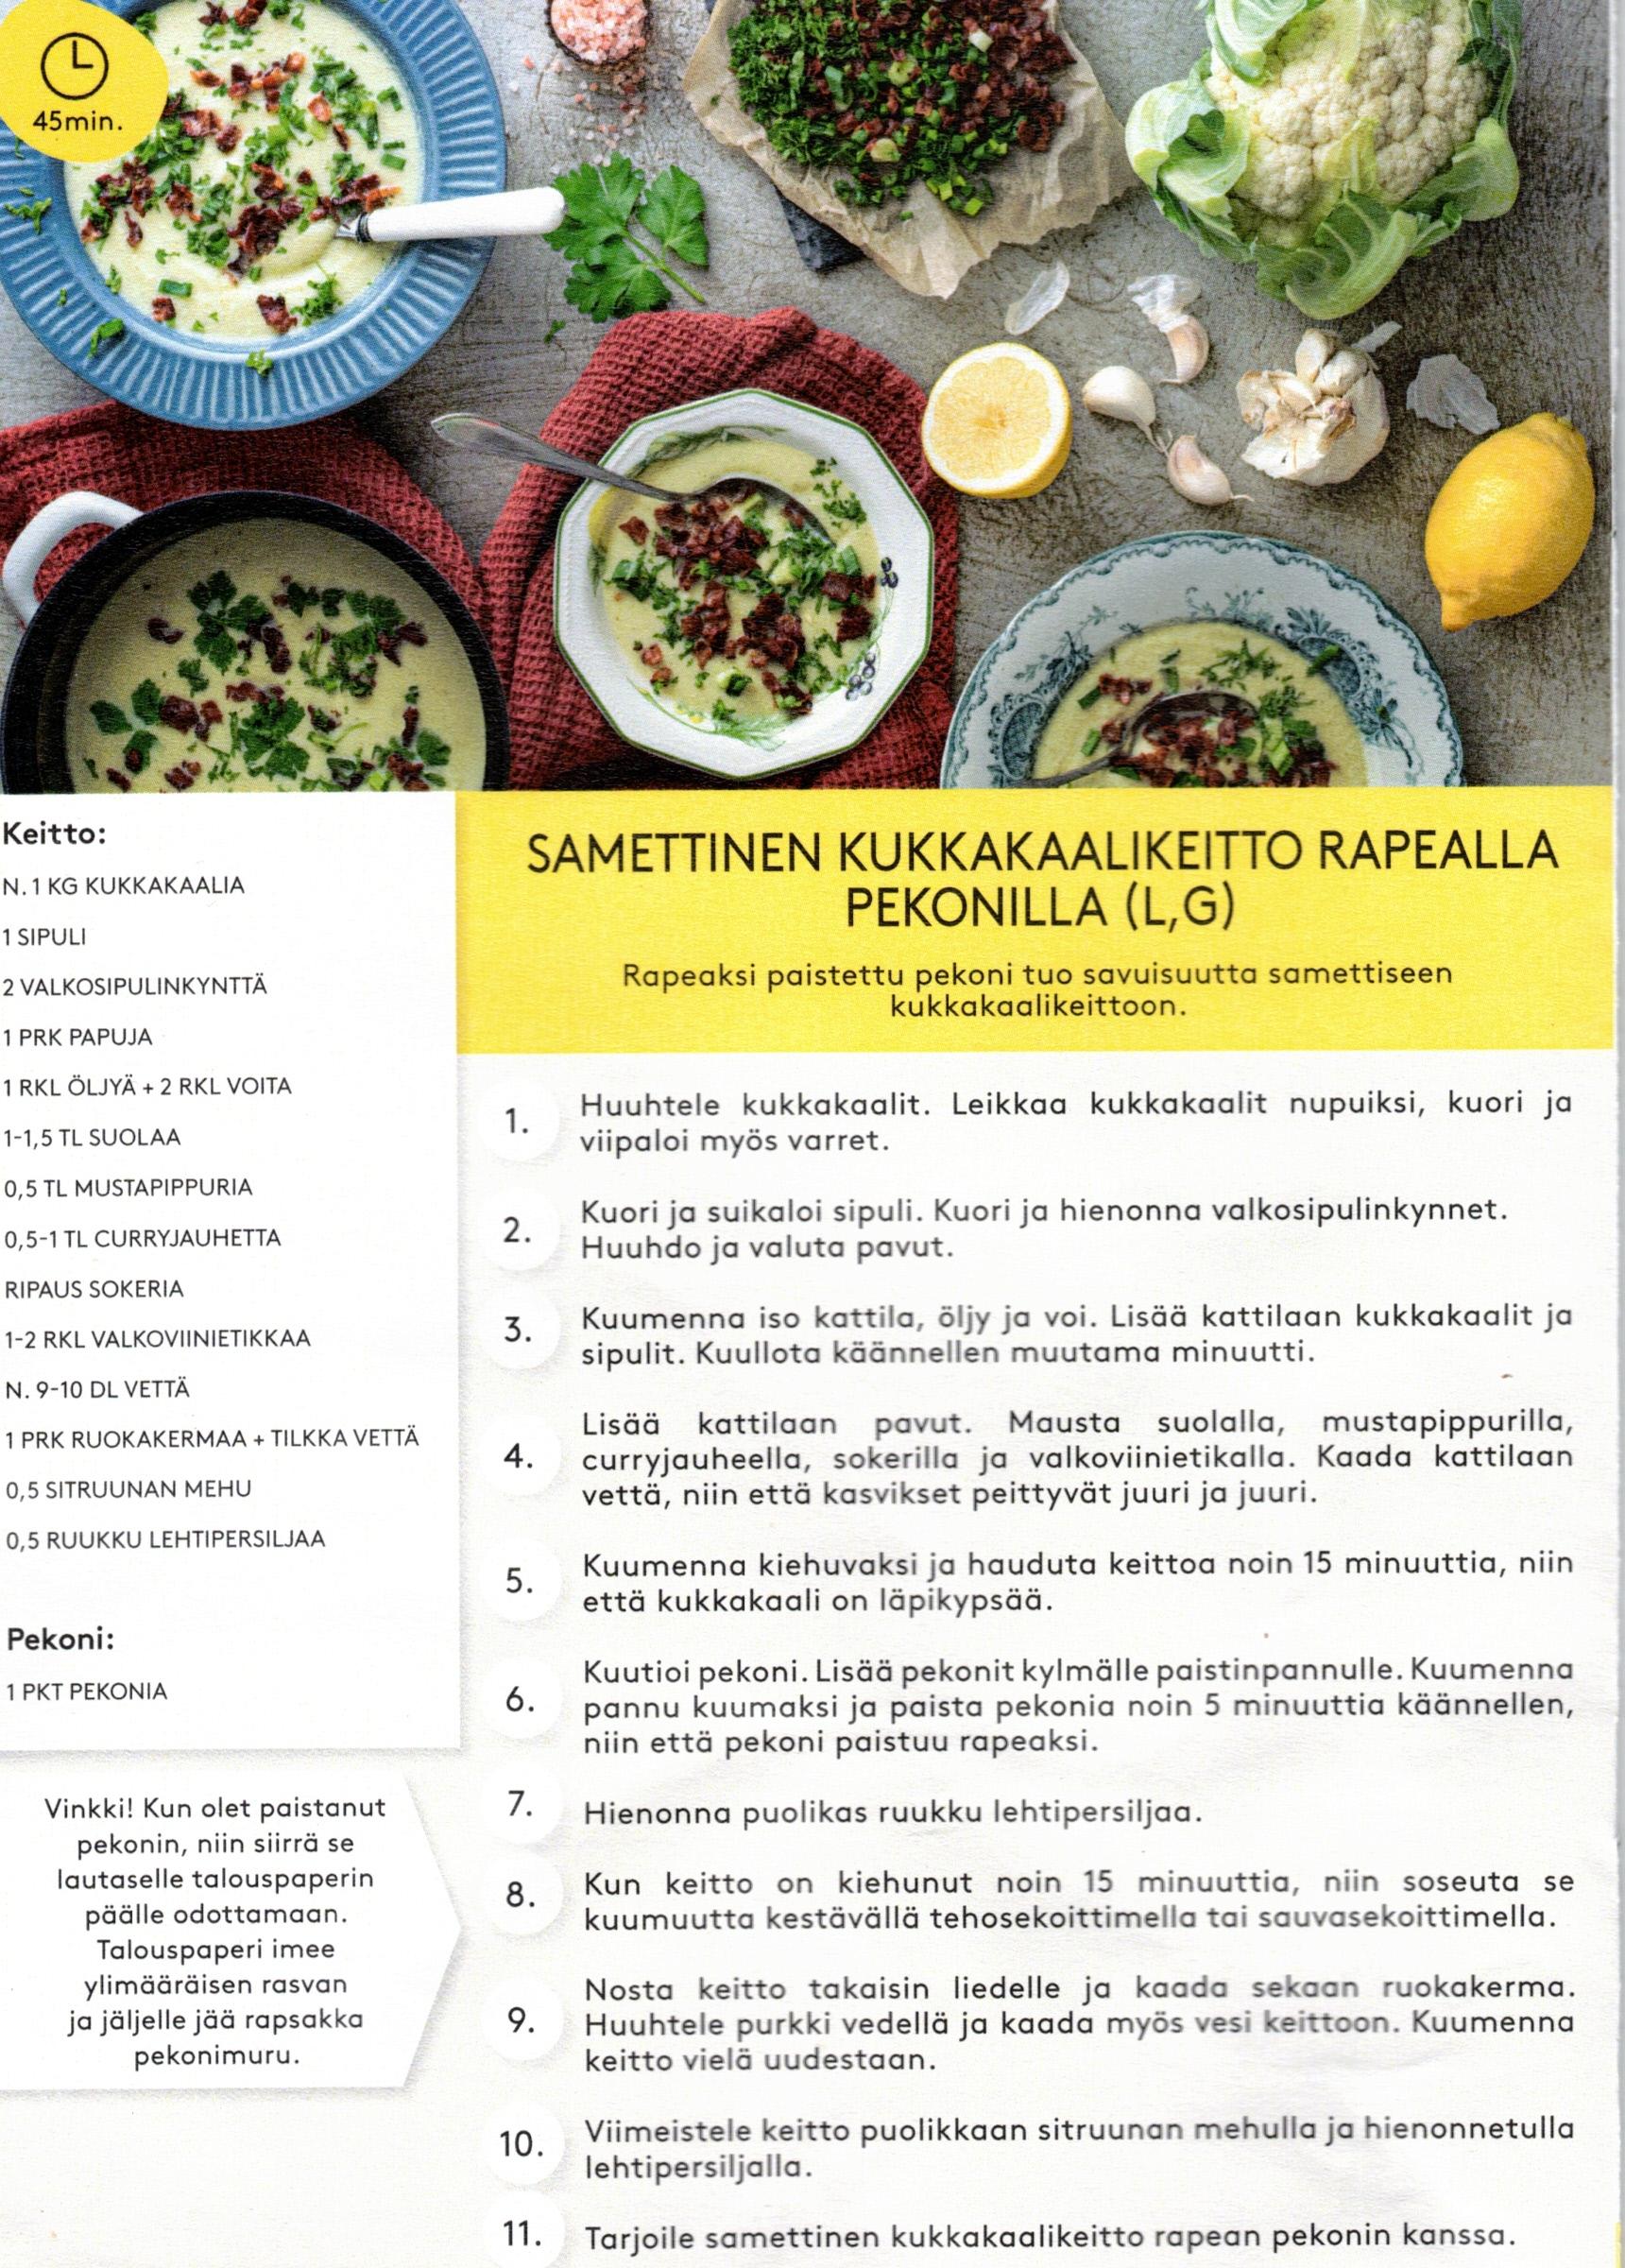 45min.
Keitto:
N. 1 KG KUKKAKAALIA
1 SIPULI
2 VALKOSIPULINKYNTTÄ
1 PRK PAPUJA
1 RKL ÖLJYÄ + 2 RKL VOITA
1-1,5 TL SUOLAA
0,5 TL MUSTAPIPPURIA
0,5-1 TL CURRYJAUHETTA
RIPAUS SOKERIA
1-2 RKL VALKOVIINIETIKKAA
N. 9-10 DL VETTÄ
1 PRK RUOKAKERMAA + TILKKA VETTÄ
0,5 SITRUUNAN MEHU
0,5 RUUKKU LEHTIPERSILJAA
Pekoni:
1 PKT PEKONIA
Vinkki! Kun olet paistanut
pekonin, niin siirrä se
lautaselle talouspaperin
päälle odottamaan.
Talouspaperi imee
ylimääräisen rasvan
ja jäljelle jää rapsakka
pekonimuru.
SAMETTINEN KUKKAKAALIKEITTO RAPEALLA
PEKONILLA (L,G)
Rapeaksi paistettu pekoni tuo savuisuutta samettiseen
kukkakaalikeittoon.
1. Huuhtele kukkakaalit. Leikkaa kukkakaalit nupuiksi, kuori ja
viipaloi myös varret.
2. Kuori ja suikaloi sipuli. Kuori ja hienonna valkosipulinkynnet.
Huuhdo ja valuta pavut.
3. Kuumenna iso kattila, öljy ja voi. Lisää kattilaan kukkakaalit ja
sipulit. Kuullota käännellen muutama minuutti.
4. Lisää kattilaan pavut. Mausta suolalla, mustapippurilla,
curryjauheella, sokerilla ja valkoviinietikalla. Kaada kattilaan
vettä, niin että kasvikset peittyvät juuri ja juuri.
5. Kuumenna kiehuvaksi ja hauduta keittoa noin 15 minuuttia, niin
että kukkakaali on läpikypsää.
6. Kuutioi pekoni. Lisää pekonit kylmälle paistinpannulle. Kuumenna
pannu kuumaksi ja paista pekonia noin 5 minuuttia käännellen,
niin että pekoni paistuu rapeaksi.
7. Hienonna puolikas ruukku lehtipersiljaa.
8. Kun keitto on kiehunut noin 15 minuuttia, niin soseuta se
kuumuutta kestävällä tehosekoittimella tai sauvasekoittimella.
9. Nosta keitto takaisin liedelle ja kaada sekaan ruokakerma.
Huuhtele purkki vedellä ja kaada myös vesi keittoon. Kuumenna
keitto vielä uudestaan.
10. Viimeistele keitto puolikkaan sitruunan mehulla ja hienonnetulla
lehtipersiljalla.
11. Tarjoile samettinen kukkakaalikeitto rapean pekonin kanssa.